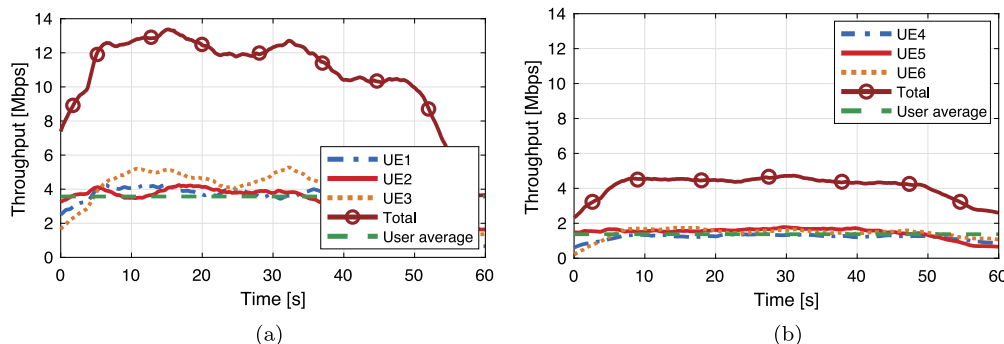 14
12
10
8
6
4
2
0
Throughput [Mbps]
UE1
UE2
UE3
Total
User average
0 10 20 30 40 50 60
Time [s]
(a)
14
12
10
8
6
4
2
0
Throughput [Mbps]
UE4
UE5
UE6
Total
User average
0 10 20 30 40 50 60
Time [s]
(b)